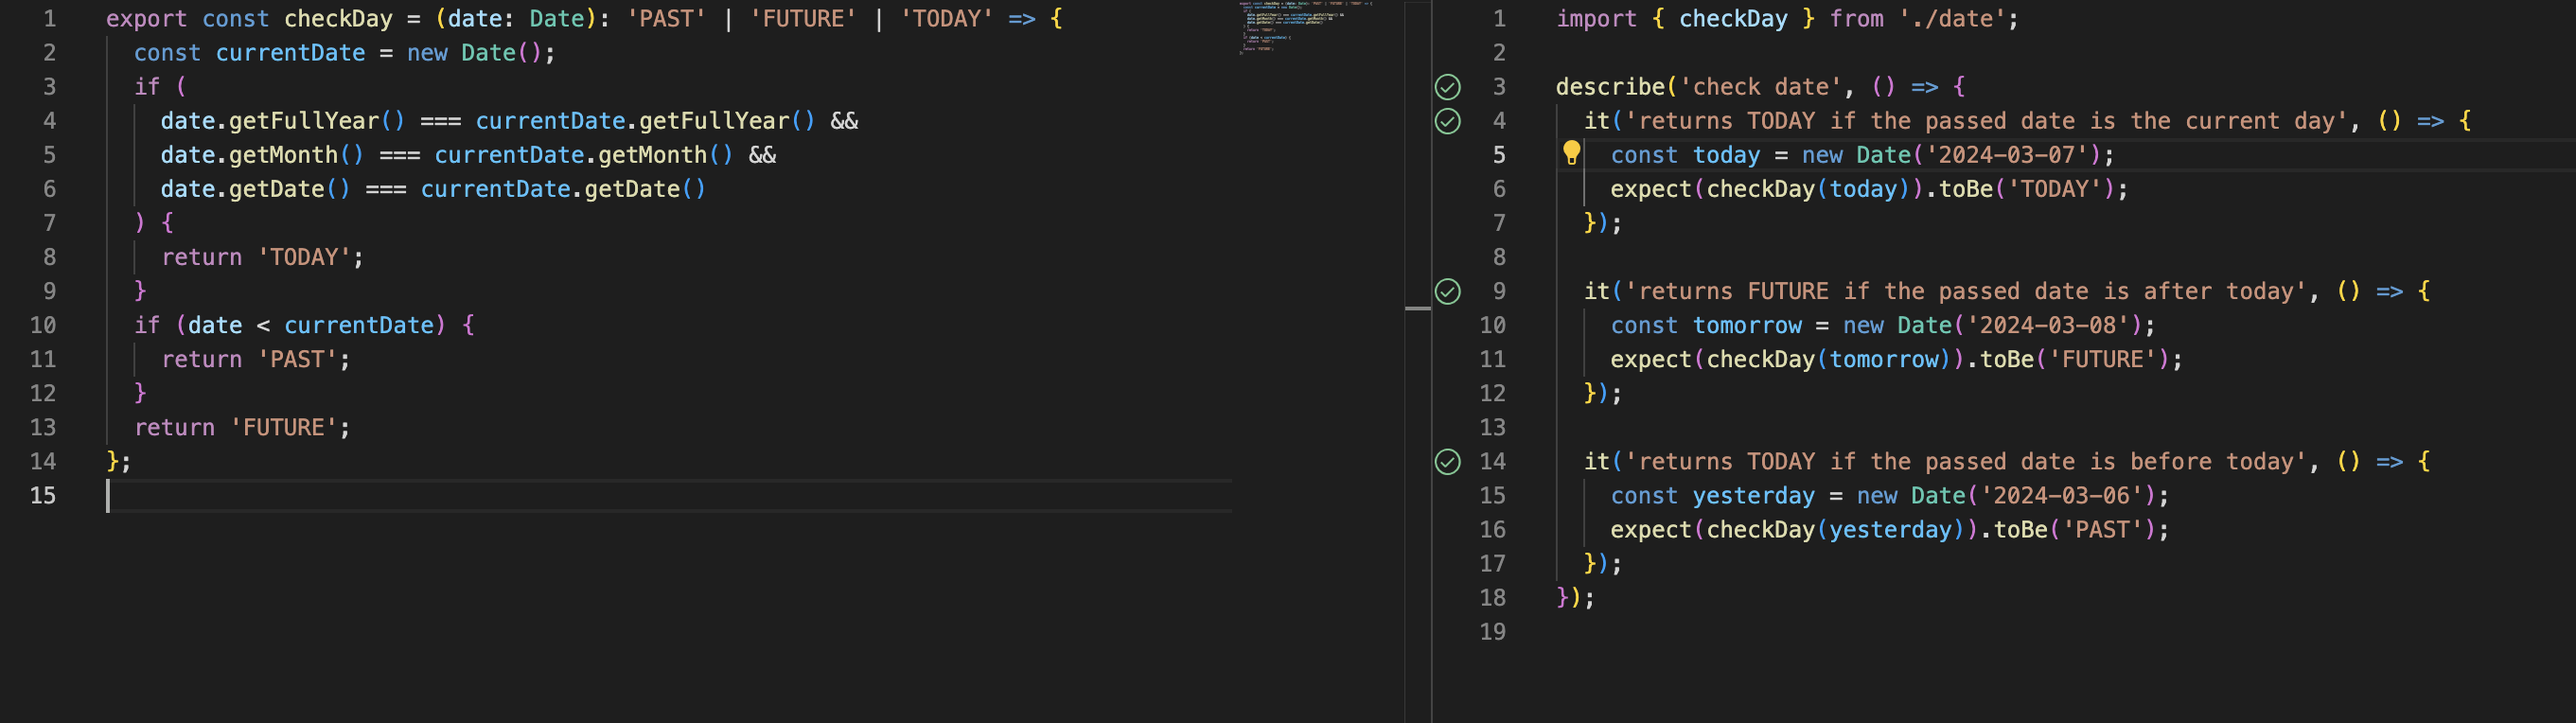 1 export const checkDay = (date: Date): 'PAST' | 'FUTURE' | 'TODAY' => {
2 const currentDate = new Date();
3 if (
4 date.getFullYear() === currentDate.getFullYear() &&
5 date.getMonth() === currentDate.getMonth() &&
6 date.getDate() === currentDate.getDate()
7 ) {
8 return 'TODAY';
9 }
10 if (date < currentDate) {
11 return 'PAST';
12 }
13 return 'FUTURE';
14 };
15
1 import { checkDay } from './date';
2
3 describe('check date', () => {
4 it('returns TODAY if the passed date is the current day', () => {
5 const today = new Date('2024-03-07');
6 expect(checkDay(today)).toBe('TODAY');
7 });
8
9 it('returns FUTURE if the passed date is after today', () => {
10 const tomorrow = new Date('2024-03-08');
11 expect(checkDay(tomorrow)).toBe('FUTURE');
12 });
13
14 it('returns TODAY if the passed date is before today', () => {
15 const yesterday = new Date('2024-03-06');
16 expect(checkDay(yesterday)).toBe('PAST');
17 });
18 });
19